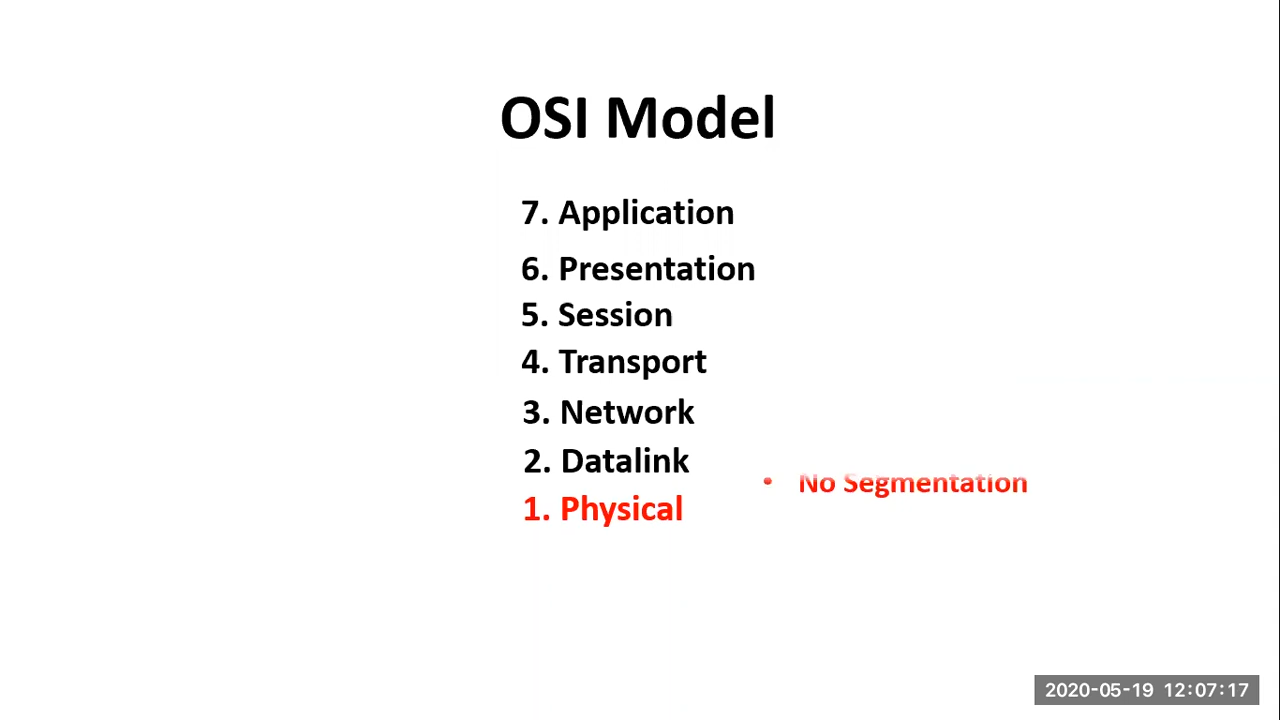 OSI Model
7. Application
6. Presentation
5. Session
4. Transport
3. Network
2. Datalink
• No Segmentation
1. Physical
2020-05-19 12:07:17